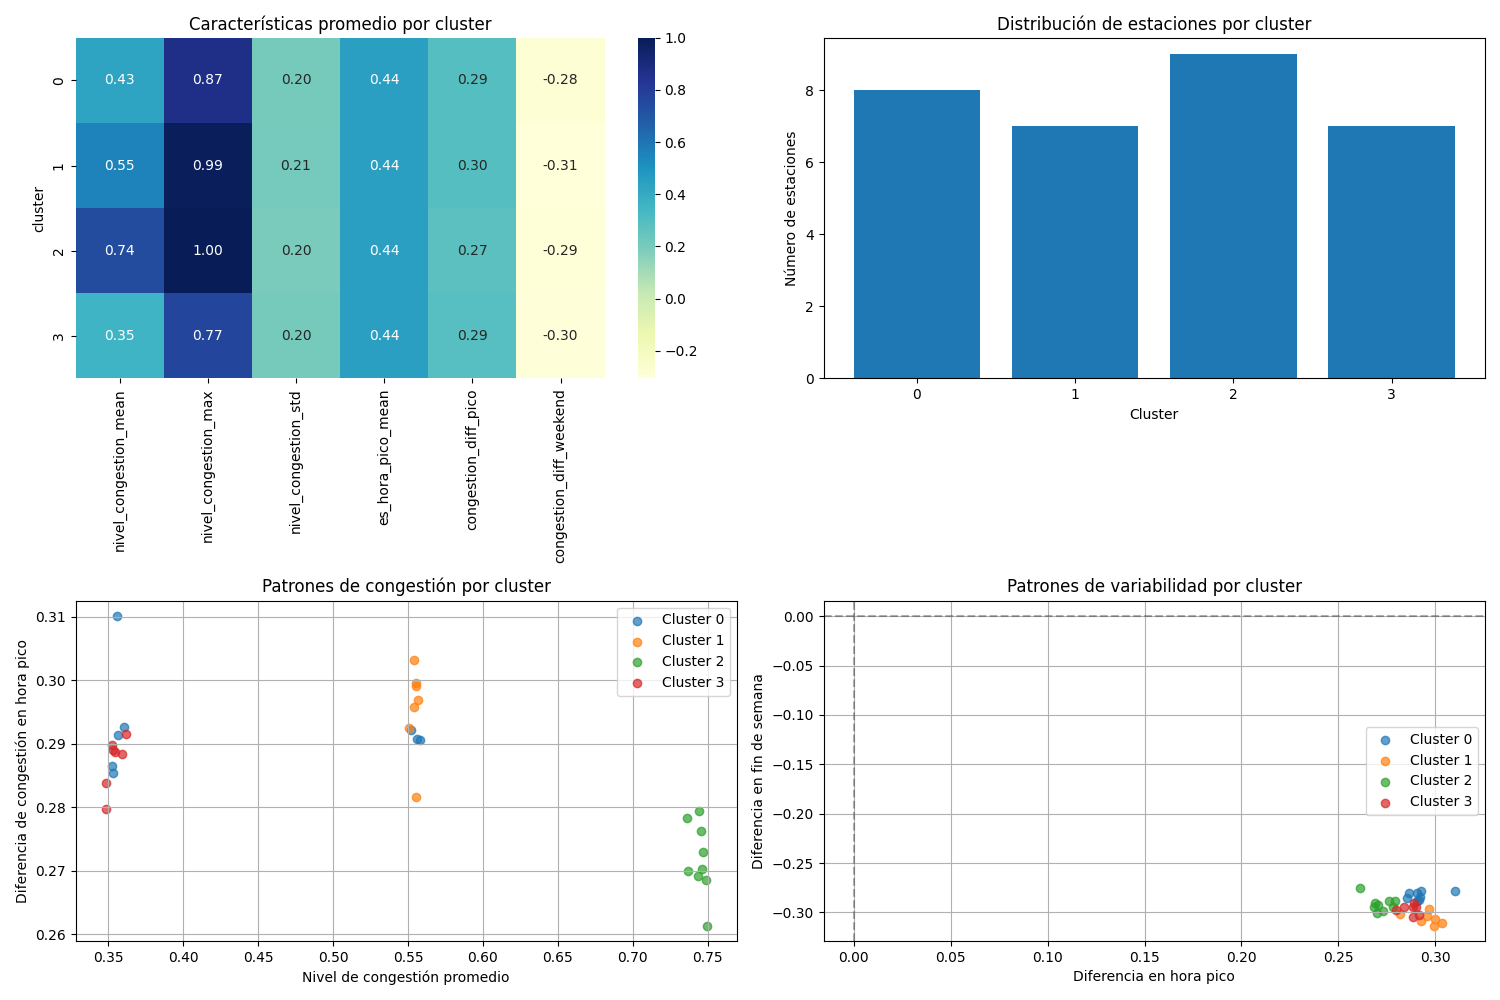 Características promedio por cluster
cluster
0
0.43 0.87 0.20 0.44 0.29 -0.28
1
0.55 0.99 0.21 0.44 0.30 -0.31
2
0.74 1.00 0.20 0.44 0.27 -0.29
3
0.35 0.77 0.20 0.44 0.29 -0.30
nivel_congestion_mean
nivel_congestion_max
nivel_congestion_std
es_hora_pico_mean
congestion_diff_pico
congestion_diff_weekend
1.0
0.8
0.6
0.4
0.2
0.0
−0.2
Distribución de estaciones por cluster
Número de estaciones
8
6
4
2
0
0 1 2 3
Cluster
Patrones de congestión por cluster
Diferencia de congestión en hora pico
0.31
0.30
0.29
0.28
0.27
0.26
Cluster 0
Cluster 1
Cluster 2
Cluster 3
0.35 0.40 0.45 0.50 0.55 0.60 0.65 0.70 0.75
Nivel de congestión promedio
Patrones de variabilidad por cluster
Diferencia en fin de semana
0.00
−0.05
−0.10
−0.15
−0.20
−0.25
−0.30
Cluster 0
Cluster 1
Cluster 2
Cluster 3
0.00 0.05 0.10 0.15 0.20 0.25 0.30
Diferencia en hora pico